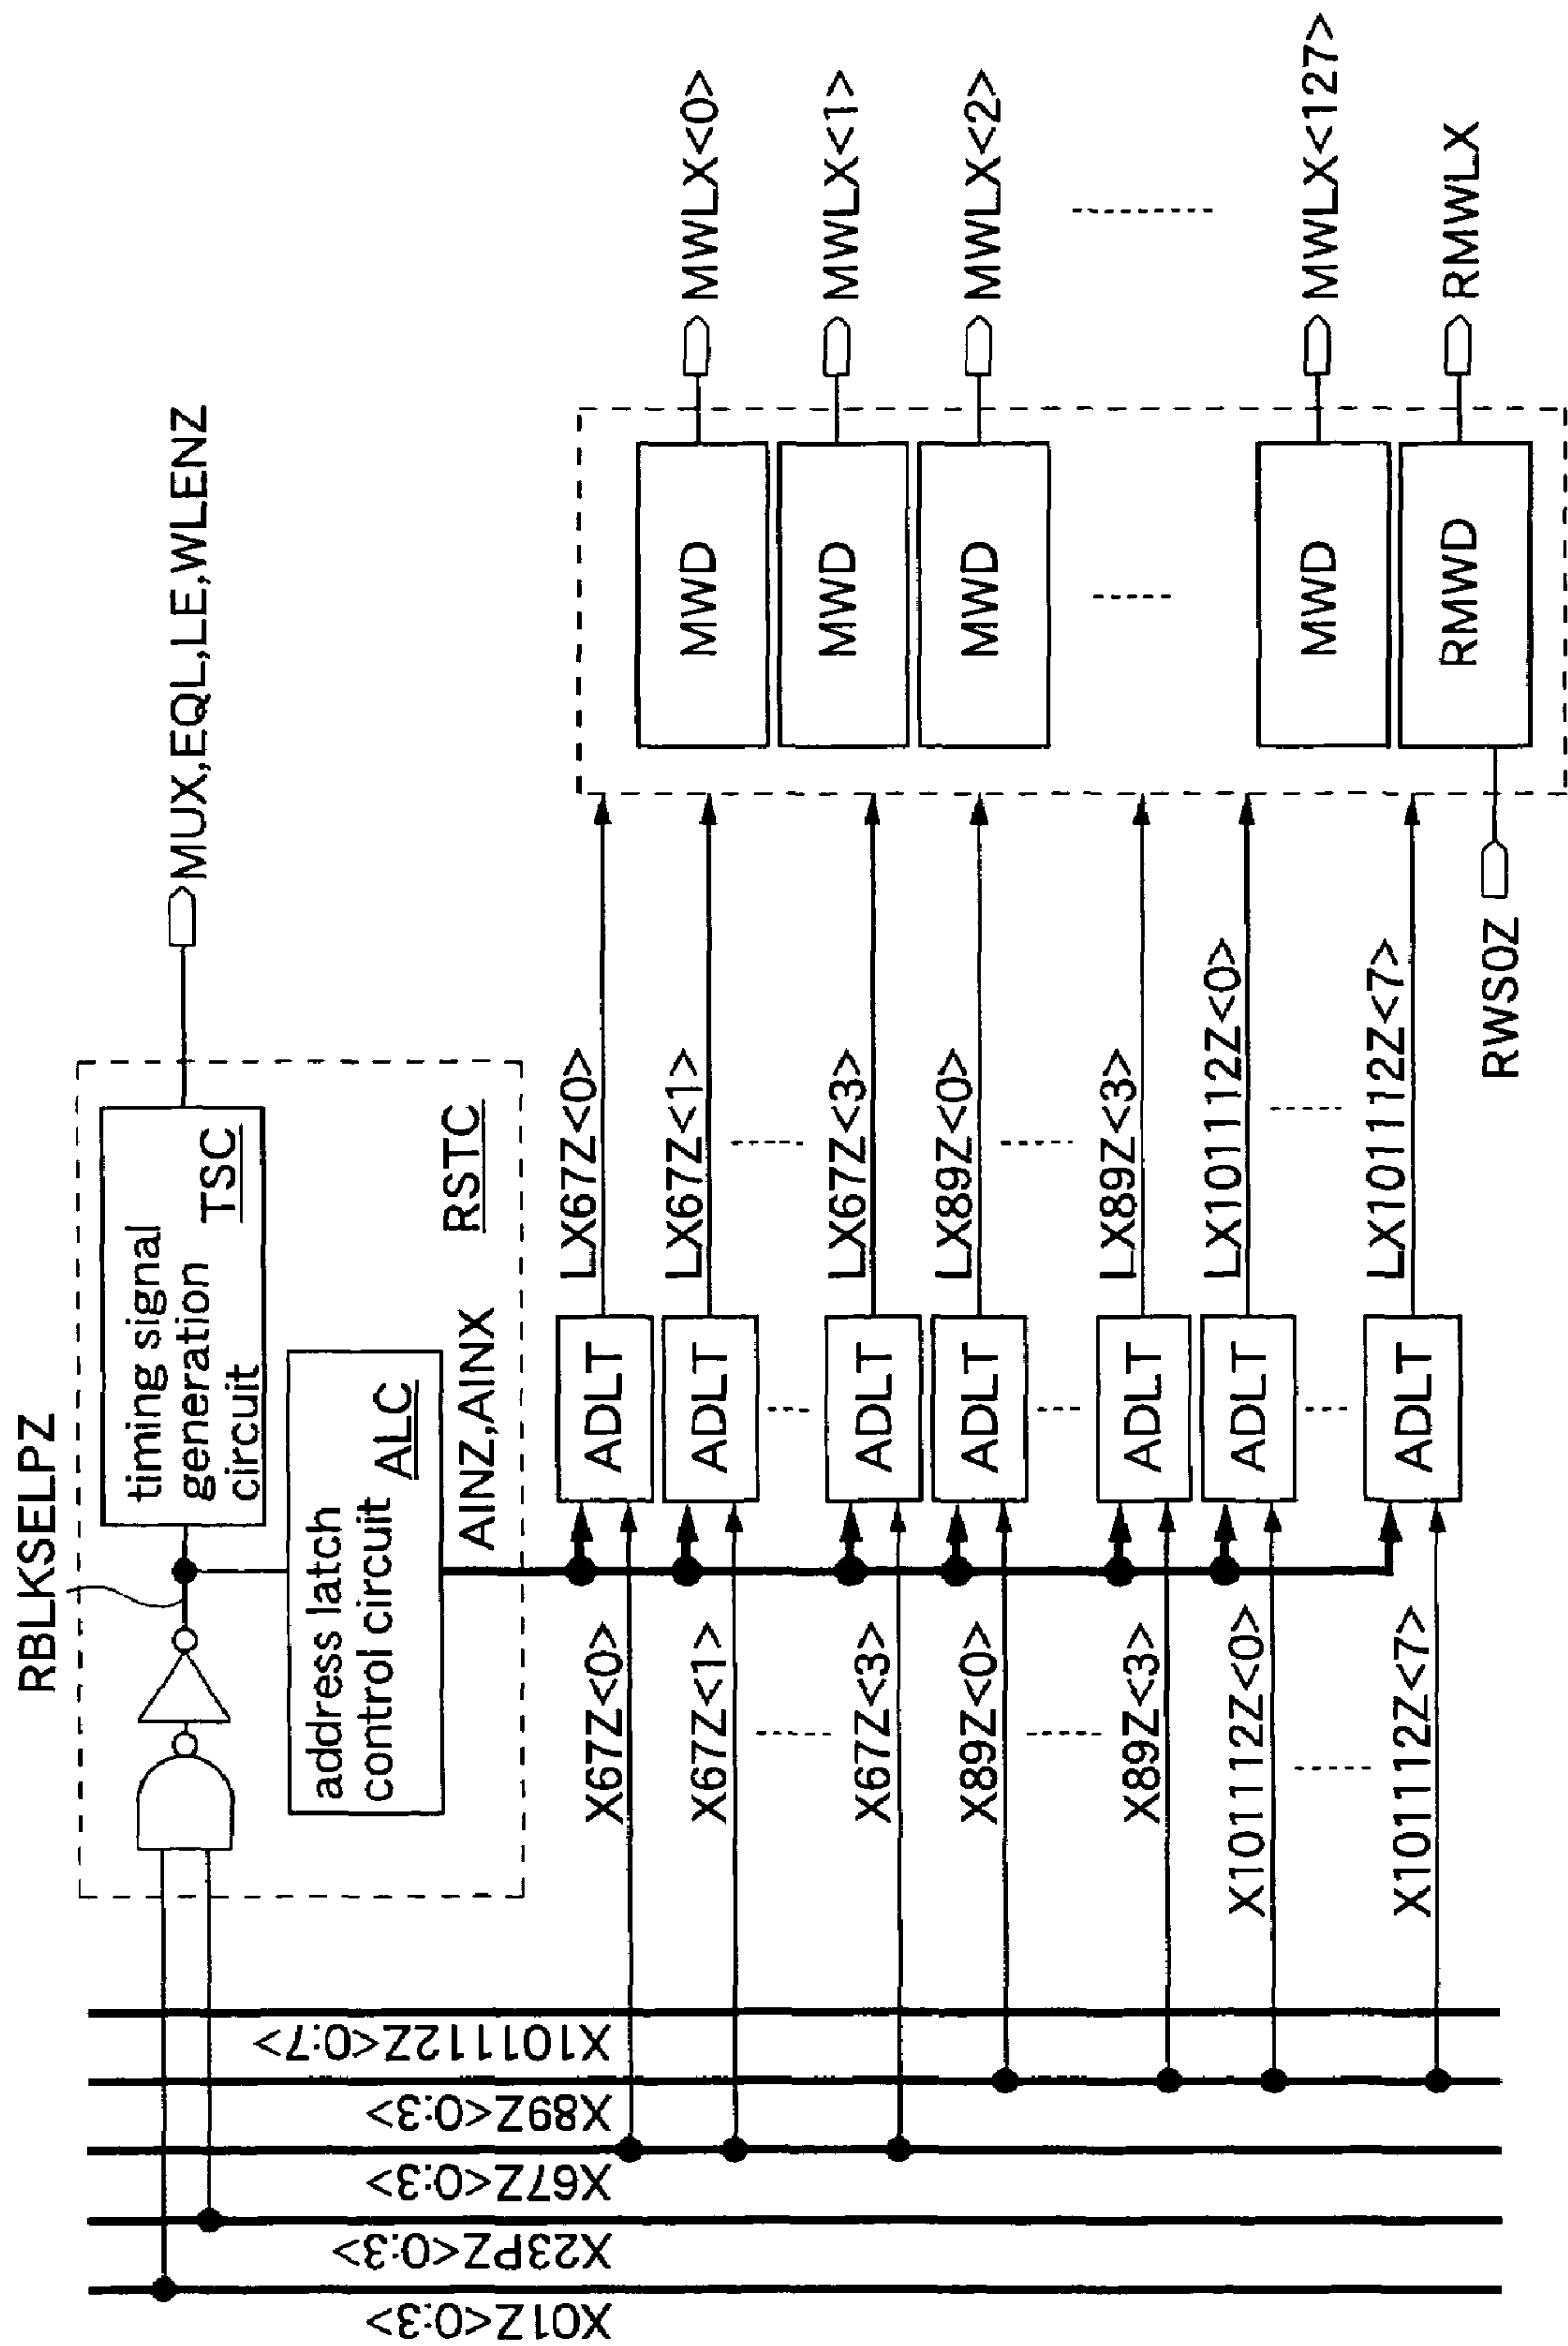 RBLKSELPZ
timing signal
generation
circuit
TSC
MUX,EQL,LE,WLENZ
address latch
control circuit
ALC
RSTC
AINZ,AINX
X67Z<0>
ADLT
LX67Z<0>
X67Z<1>
ADLT
LX67Z<1>
X67Z<3>
ADLT
LX67Z<3>
X89Z<0>
ADLT
LX89Z<0>
X89Z<3>
ADLT
LX89Z<3>
X101112Z<0>
ADLT
LX101112Z<0>
X101112Z<7>
ADLT
LX101112Z<7>
MWD
MWLX<0>
MWD
MWLX<1>
MWD
MWLX<2>
MWD
MWLX<127>
RMWD
RMWLX
RWS0Z
X101112Z<0:7>
X89Z<0:3>
X67Z<0:3>
X23PZ<0:3>
X01Z<0:3>